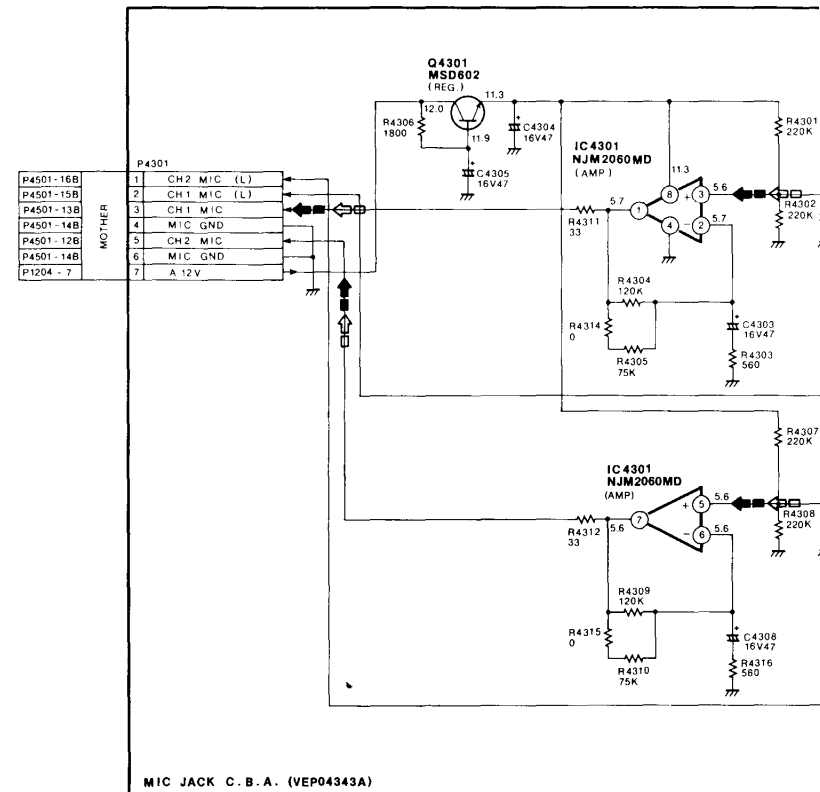 Q4301
MSD602
(REG.)
12.0
11.3
11.9
R4306
1800
C4304
16V47
C4305
16V47
IC4301
NJM2060MD
(AMP)
11.3
8
+
3
5.6
5.7
1
4
−
2
5.7
R4301
220K
R4302
220K
R4311
33
R4304
120K
R4314
0
R4305
75K
C4303
16V47
R4303
560
P4301
P4501-16B 1 CH2 MIC (L)
P4501-15B 2 CH1 MIC (L)
P4501-13B 3 CH1 MIC
P4501-14B 4 MIC GND
P4501-12B 5 CH2 MIC
P4501-14B 6 MIC GND
P1204-7 7 A 12V
MOTHER
R4307
220K
IC4301
NJM2060MD
(AMP)
+
5
5.6
5.6
7
−
6
5.6
R4308
220K
R4312
33
R4309
120K
R4315
0
R4310
75K
C4308
16V47
R4316
560
MIC JACK C.B.A. (VEP04343A)